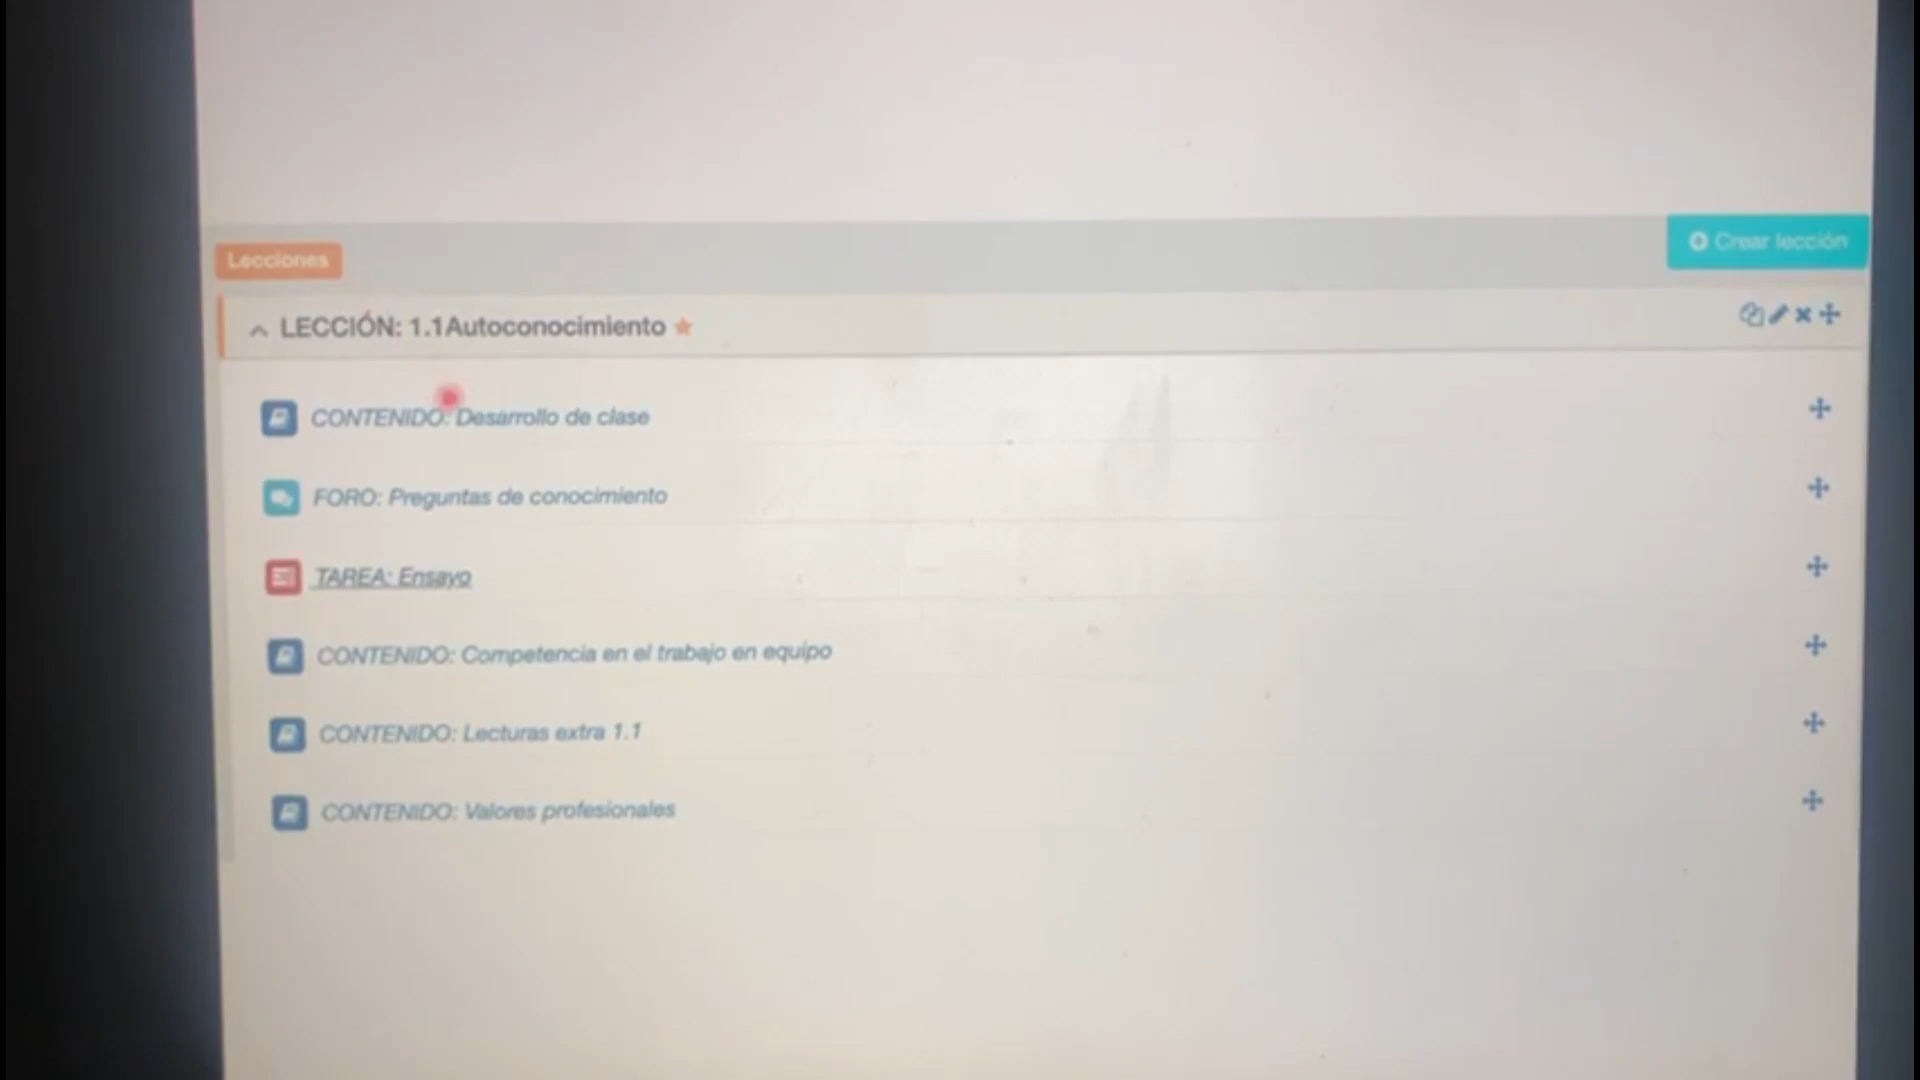 Lecciones
Crear lección
LECCIÓN: 1.1Autoconocimiento
CONTENIDO: Desarrollo de clase
FORO: Preguntas de conocimiento
TAREA: Ensayo
CONTENIDO: Competencia en el trabajo en equipo
CONTENIDO: Lecturas extra 1.1
CONTENIDO: Valores profesionales